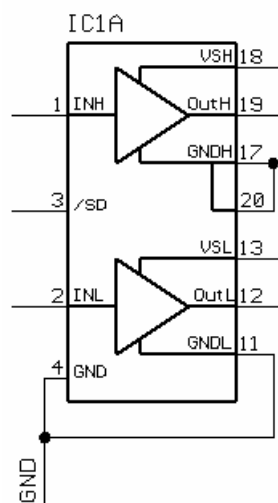 IC1A
VSH 18
1 INH OutH 19
GNDH 17
3 /SD 20
VSL 13
2 INL OutL 12
GNDL 11
4 GND
GND